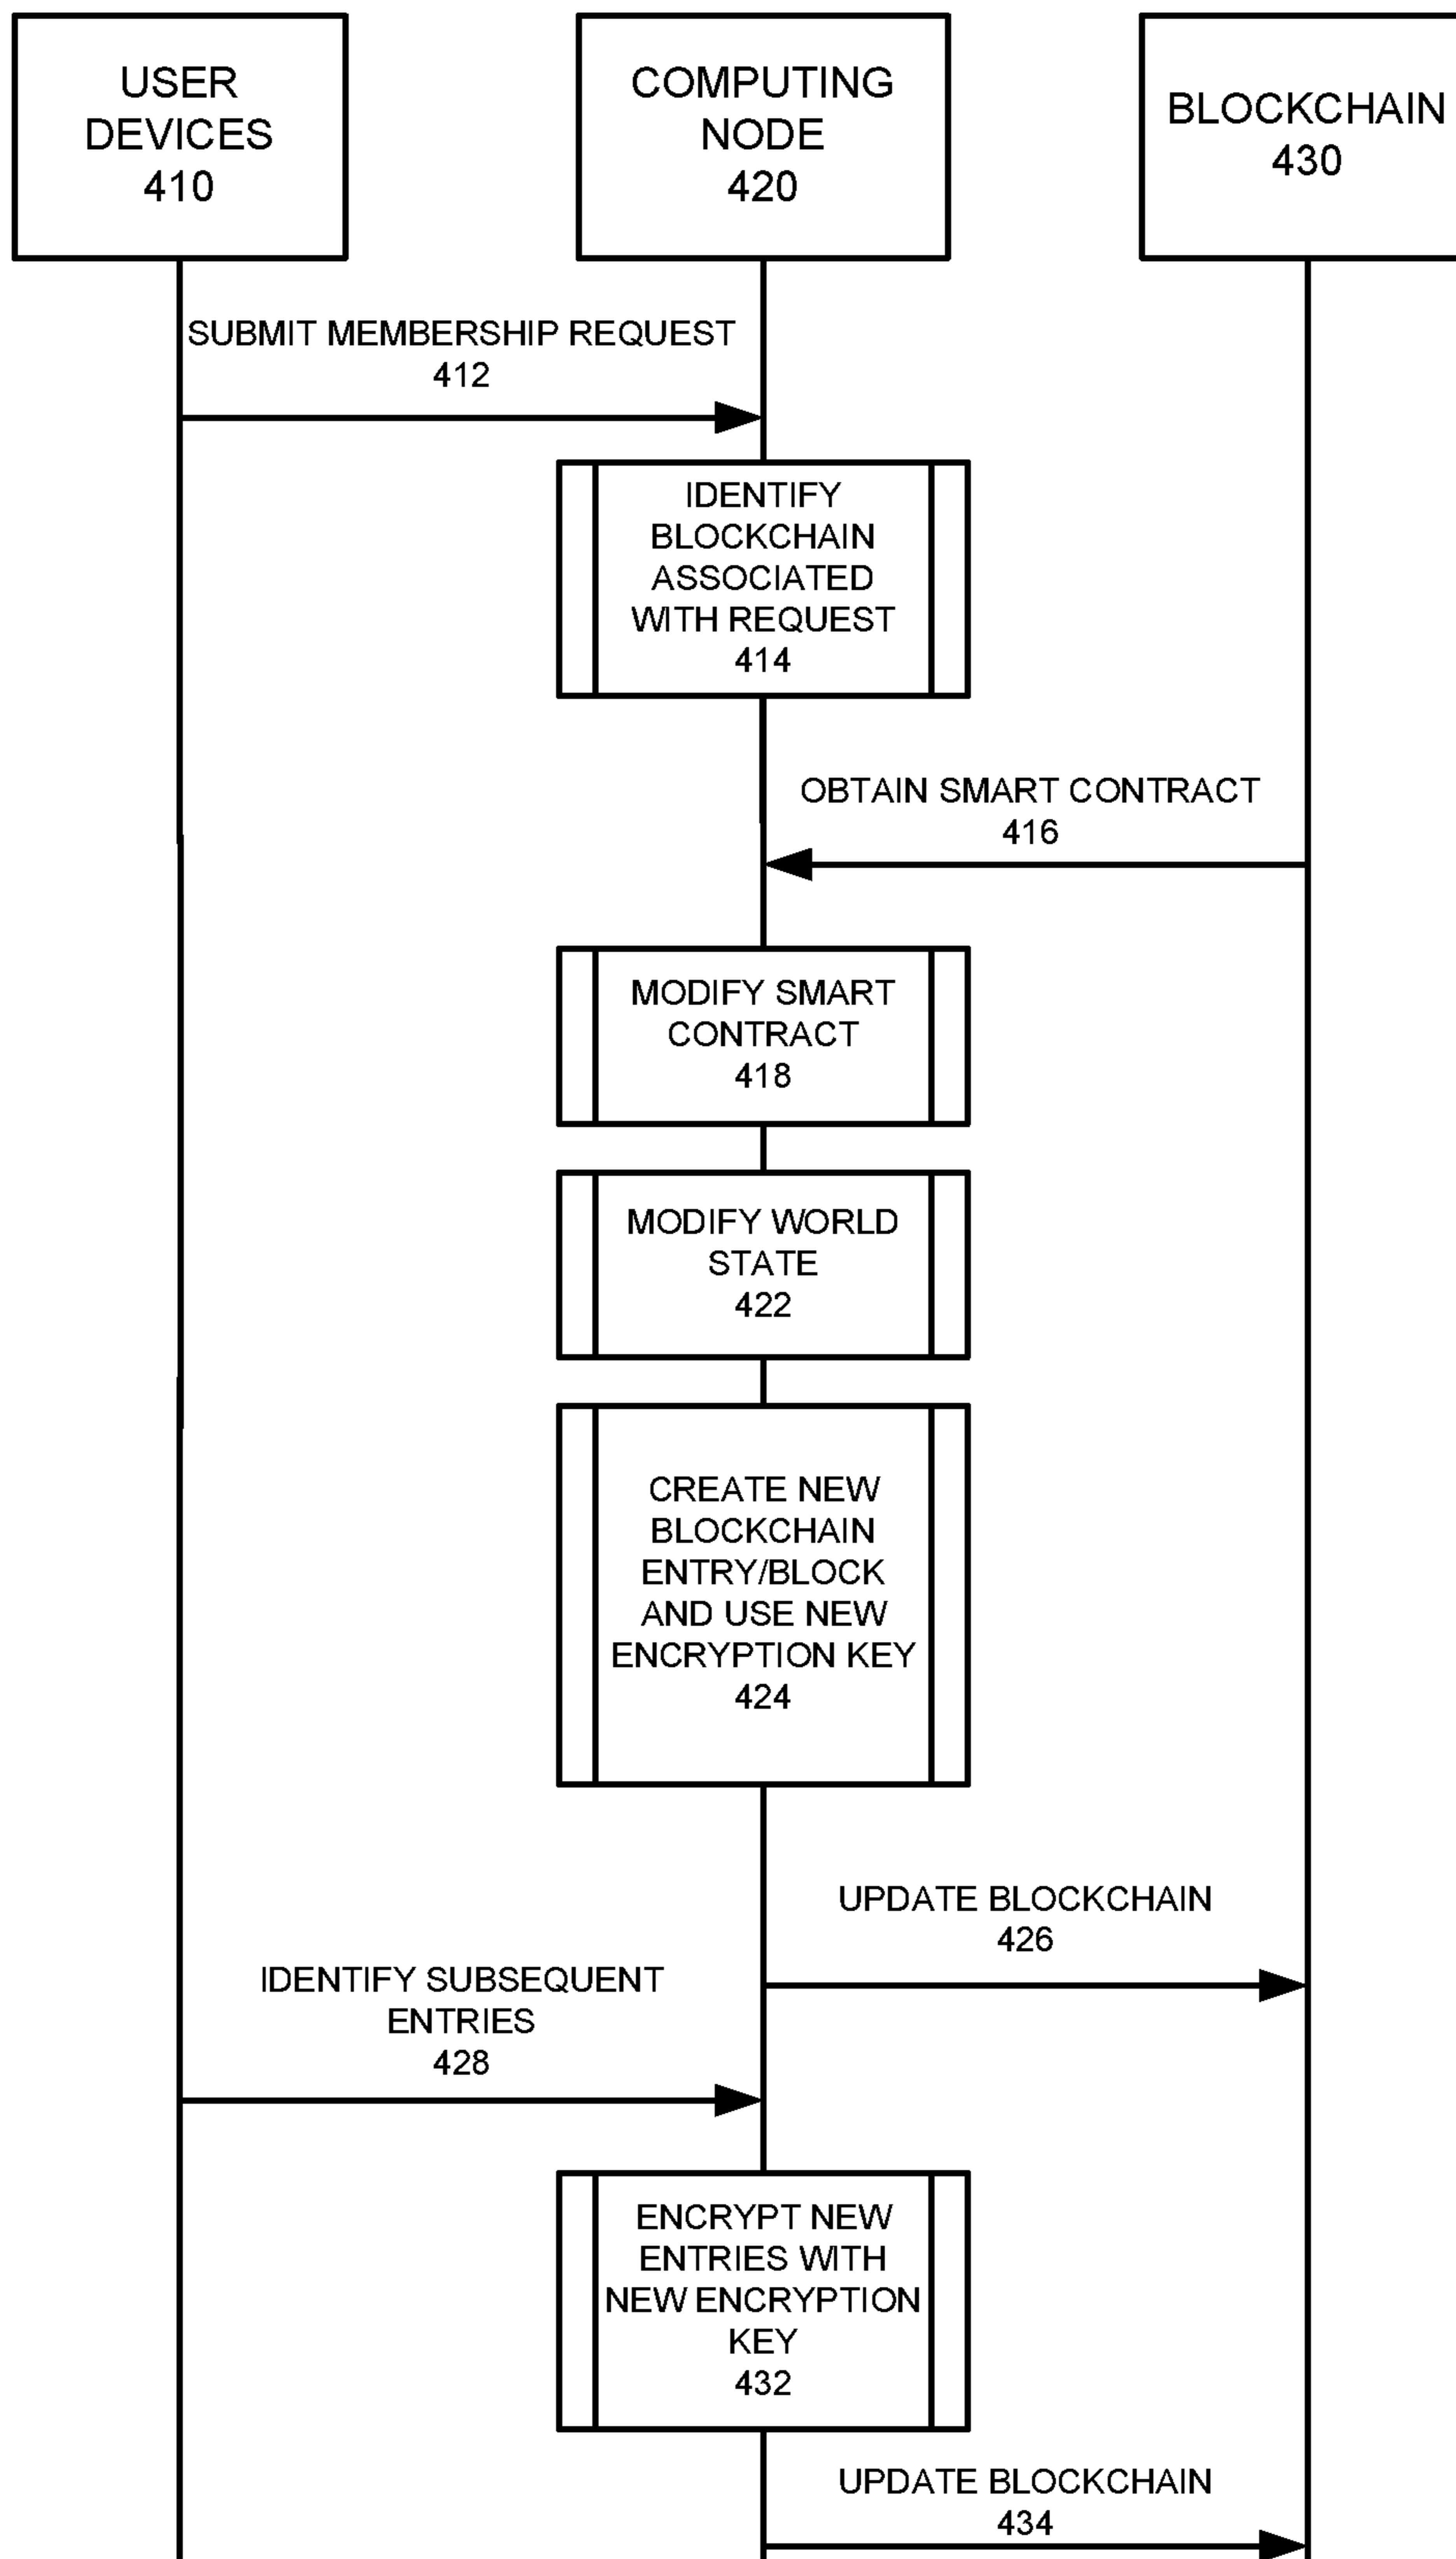 USER
DEVICES
410
COMPUTING
NODE
420
BLOCKCHAIN
430
SUBMIT MEMBERSHIP REQUEST
412
IDENTIFY
BLOCKCHAIN
ASSOCIATED
WITH REQUEST
414
OBTAIN SMART CONTRACT
416
MODIFY SMART
CONTRACT
418
MODIFY WORLD
STATE
422
CREATE NEW
BLOCKCHAIN
ENTRY/BLOCK
AND USE NEW
ENCRYPTION KEY
424
UPDATE BLOCKCHAIN
426
IDENTIFY SUBSEQUENT
ENTRIES
428
ENCRYPT NEW
ENTRIES WITH
NEW ENCRYPTION
KEY
432
UPDATE BLOCKCHAIN
434